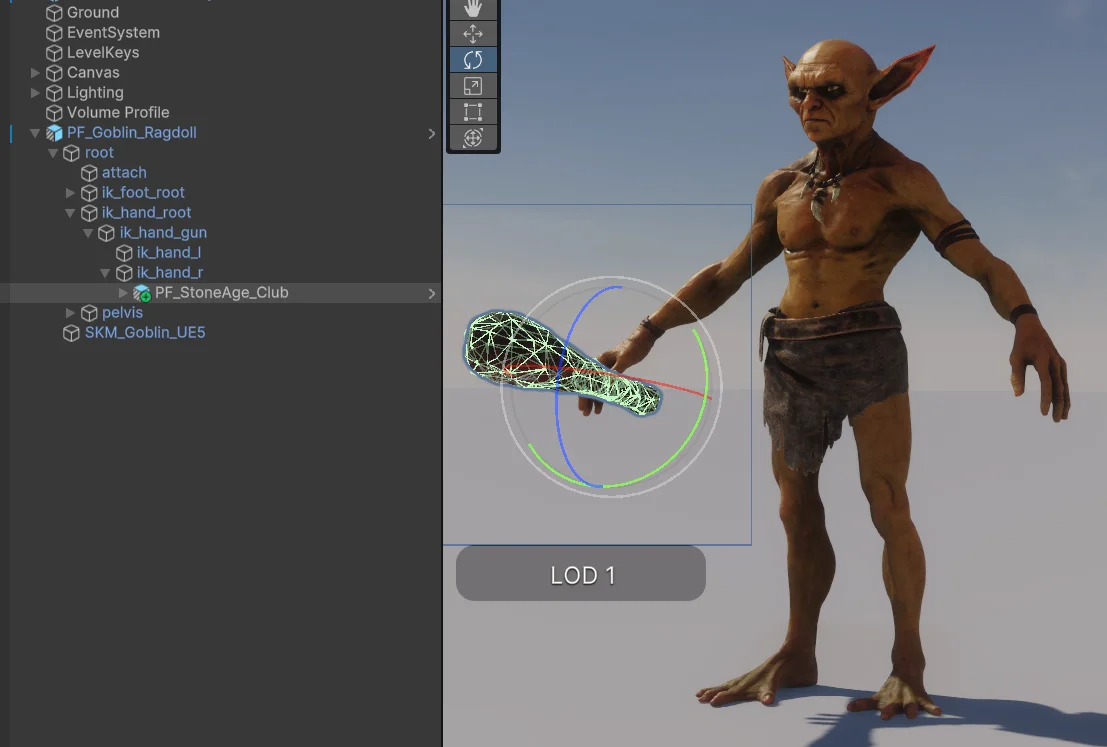 Ground
EventSystem
LevelKeys
Canvas
Lighting
Volume Profile
PF_Goblin_Ragdoll
root
attach
ik_foot_root
ik_hand_root
ik_hand_gun
ik_hand_l
ik_hand_r
PF_StoneAge_Club
pelvis
SKM_Goblin_UE5
LOD 1